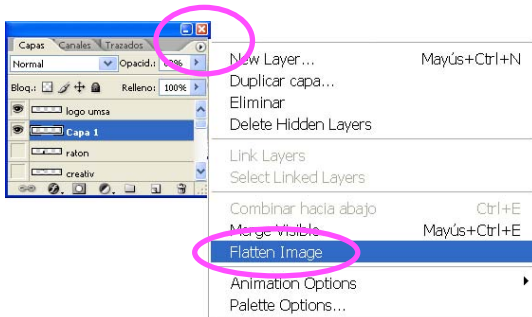 Capas Canales Trazados
Normal Opacid.:
Bloq.: Relleno: 100%
logo umsa
Capa 1
raton
creativ
New Layer... Mayús+Ctrl+N
Duplicar capa...
Eliminar
Delete Hidden Layers
Link Layers
Select Linked Layers
Combinar hacia abajo Ctrl+E
Merge Visible Mayús+Ctrl+E
Flatten Image
Animation Options
Palette Options...